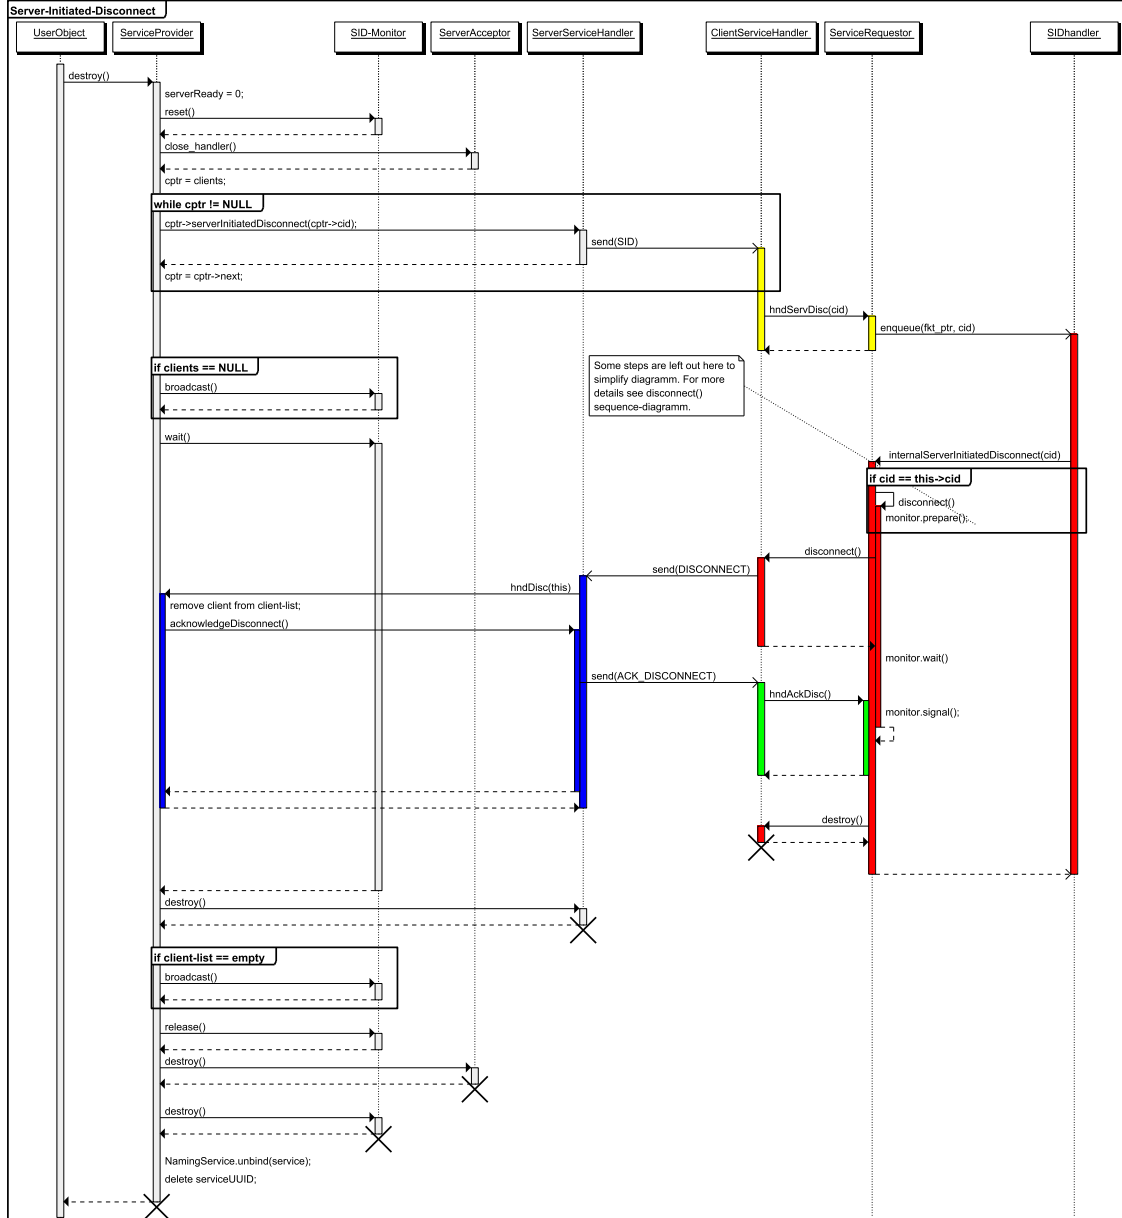 Server-Initiated-Disconnect
UserObject
ServiceProvider
SID-Monitor
ServerAcceptor
ServerServiceHandler
ClientServiceHandler
ServiceRequestor
SIDhandler
destroy()
serverReady = 0;
reset()
close_handler()
cptr = clients;
while cptr != NULL
cptr->serverInitiatedDisconnect(cptr->cid);
send(SID)
cptr = cptr->next;
hndServDisc(cid)
enqueue(fkt_ptr, cid)
if clients == NULL
broadcast()
Some steps are left out here to
simplify diagramm. For more
details see disconnect()
sequence-diagramm.
wait()
internalServerInitiatedDisconnect(cid)
if cid == this->cid
disconnect()
monitor.prepare();
disconnect()
send(DISCONNECT)
hndDisc(this)
remove client from client-list;
acknowledgeDisconnect()
monitor.wait()
send(ACK_DISCONNECT)
hndAckDisc()
monitor.signal();
destroy()
destroy()
if client-list == empty
broadcast()
release()
destroy()
destroy()
NamingService.unbind(service);
delete serviceUUID;